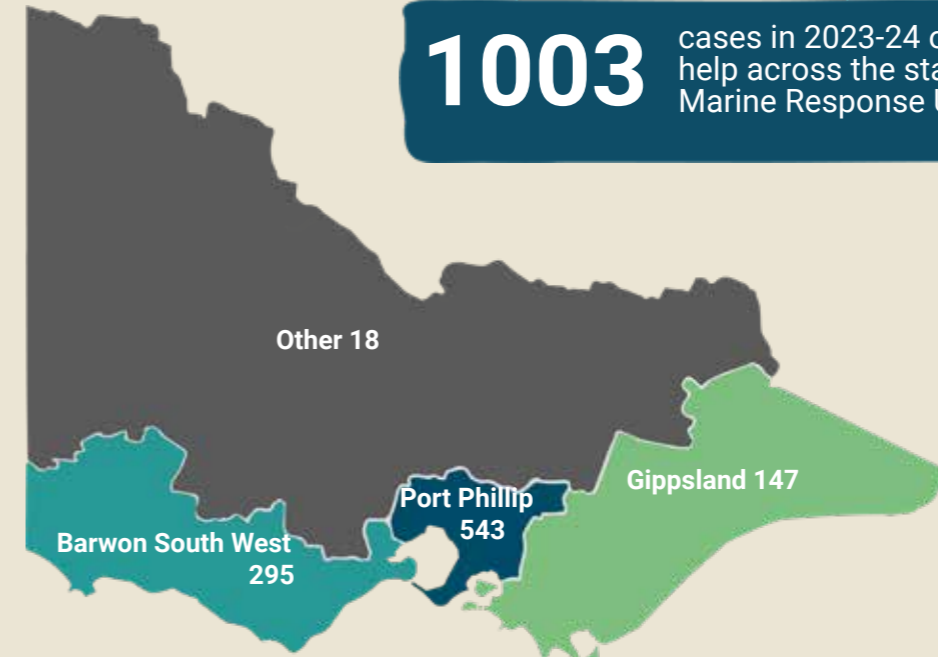 1003
cases in 2023-24
help across the
Marine Response
Other 18
Gippsland 147
Port Phillip
543
Barwon South West
295